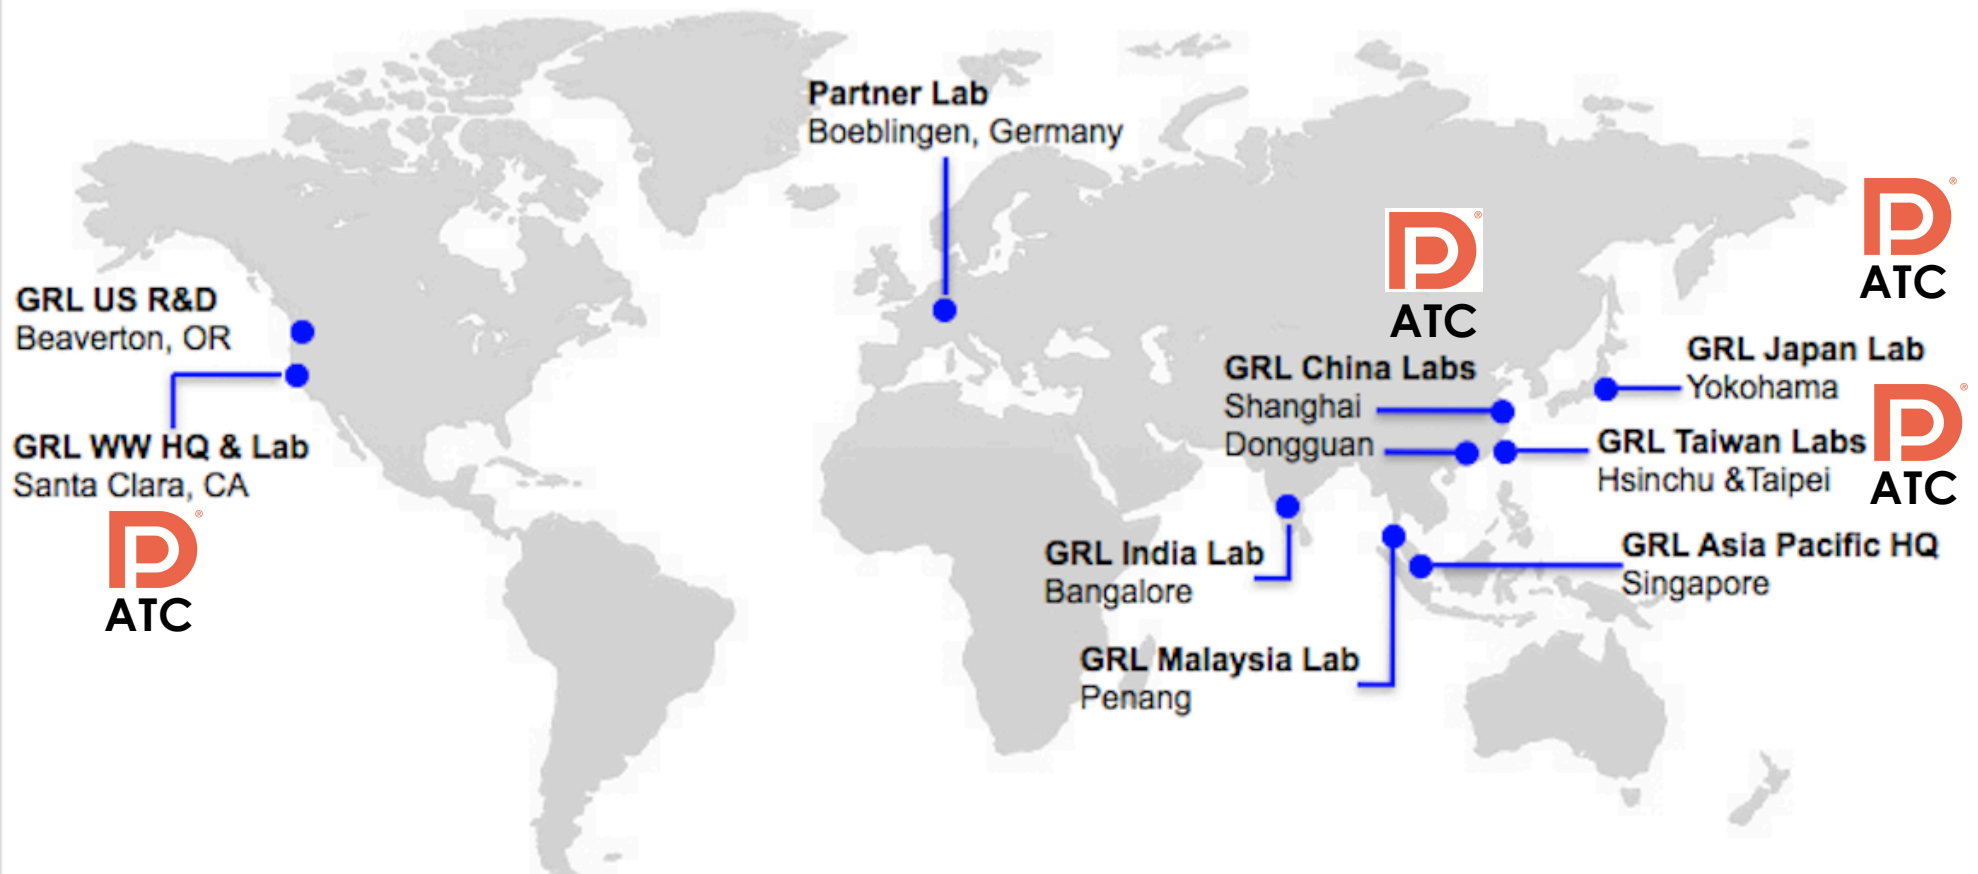 Partner Lab
Boeblingen, Germany
GRL US R&D
Beaverton, OR
GRL WW HQ & Lab
Santa Clara, CA
®
ATC
®
ATC
®
ATC
GRL China Labs
Shanghai
Dongguan
GRL Japan Lab
Yokohama
GRL Taiwan Labs
Hsinchu &Taipei
®
ATC
GRL India Lab
Bangalore
GRL Asia Pacific HQ
Singapore
GRL Malaysia Lab
Penang